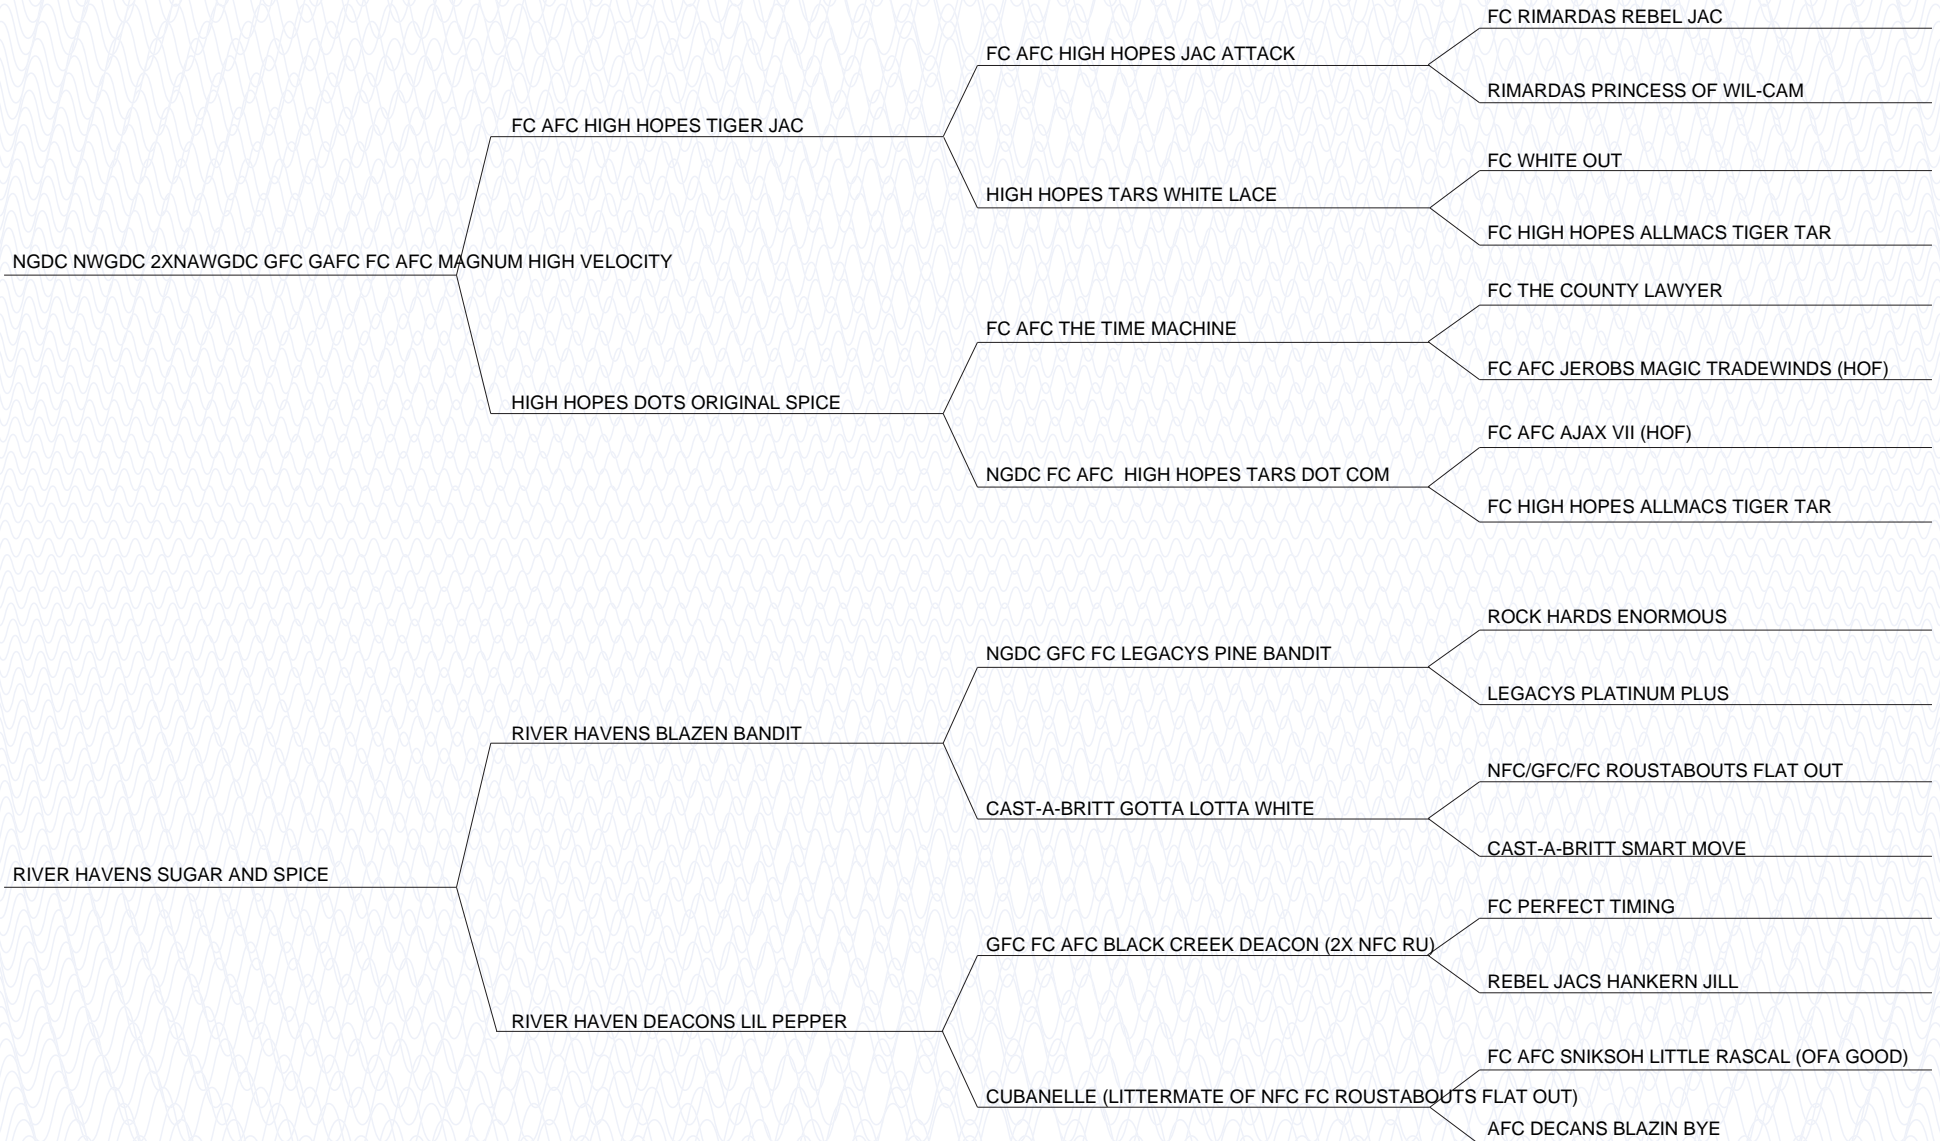 FC RIMARDAS REBEL JAC
FC AFC HIGH HOPES JAC ATTACK
RIMARDAS PRINCESS OF WIL-CAM
FC AFC HIGH HOPES TIGER JAC
FC WHITE OUT
HIGH HOPES TARS WHITE LACE
FC HIGH HOPES ALLMACS TIGER TAR
NGDC NWGDC 2XNAWGDC GFC GAFC FC AFC MAGNUM HIGH VELOCITY
FC THE COUNTY LAWYER
FC AFC THE TIME MACHINE
FC AFC JEROBS MAGIC TRADEWINDS (HOF)
HIGH HOPES DOTS ORIGINAL SPICE
FC AFC AJAX VII (HOF)
NGDC FC AFC  HIGH HOPES TARS DOT COM
FC HIGH HOPES ALLMACS TIGER TAR
ROCK HARDS ENORMOUS
NGDC GFC FC LEGACYS PINE BANDIT
LEGACYS PLATINUM PLUS
RIVER HAVENS BLAZEN BANDIT
NFC/GFC/FC ROUSTABOUTS FLAT OUT
CAST-A-BRITT GOTTA LOTTA WHITE
CAST-A-BRITT SMART MOVE
RIVER HAVENS SUGAR AND SPICE
FC PERFECT TIMING
GFC FC AFC BLACK CREEK DEACON (2X NFC RU)
REBEL JACS HANKERN JILL
RIVER HAVEN DEACONS LIL PEPPER
FC AFC SNIKSOH LITTLE RASCAL (OFA GOOD)
CUBANELLE (LITTERMATE OF NFC FC ROUSTABOUTS FLAT OUT)
AFC DECANS BLAZIN BYE